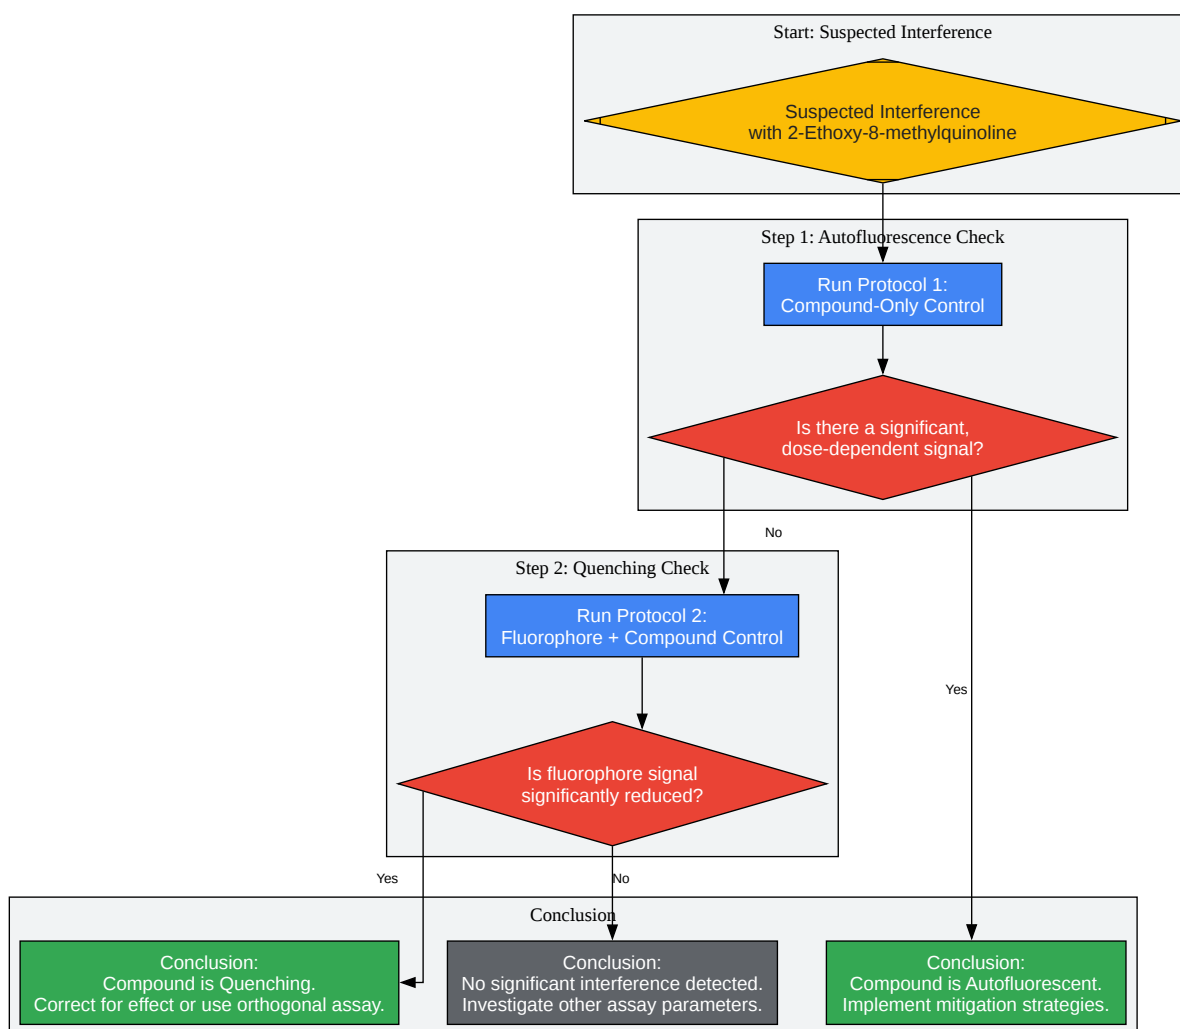 Start: Suspected Interference
Suspected Interference
with 2-Ethoxy-8-methylquinoline
Step 1: Autofluorescence Check
Run Protocol 1:
Compound-Only Control
Is there a significant,
dose-dependent signal?
No
Yes
Step 2: Quenching Check
Run Protocol 2:
Fluorophore + Compound Control
Is fluorophore signal
significantly reduced?
Yes
No
Conclusion
Conclusion:
Compound is Quenching.
Correct for effect or use orthogonal assay.
Conclusion:
No significant interference detected.
Investigate other assay parameters.
Conclusion:
Compound is Autofluorescent.
Implement mitigation strategies.